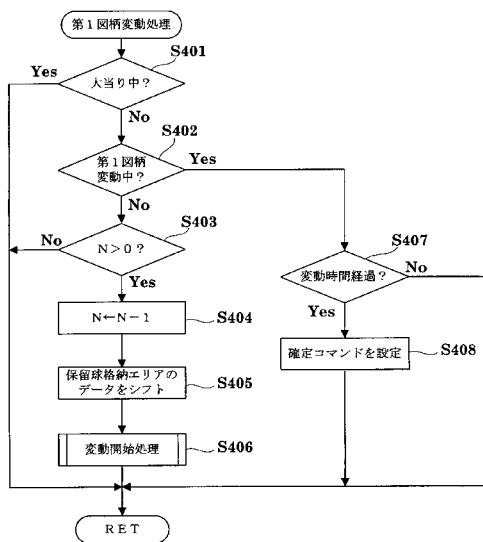 第1図柄変動処理
S401
Yes
大当り中？
No
S402
第1図柄
変動中？
Yes
No
S403
No
N＞0？
Yes
S407
変動時間経過？
No
Yes
N←N－1
S404
確定コマンドを設定
S408
保留球格納エリアの
データをシフト
S405
変動開始処理
S406
RET